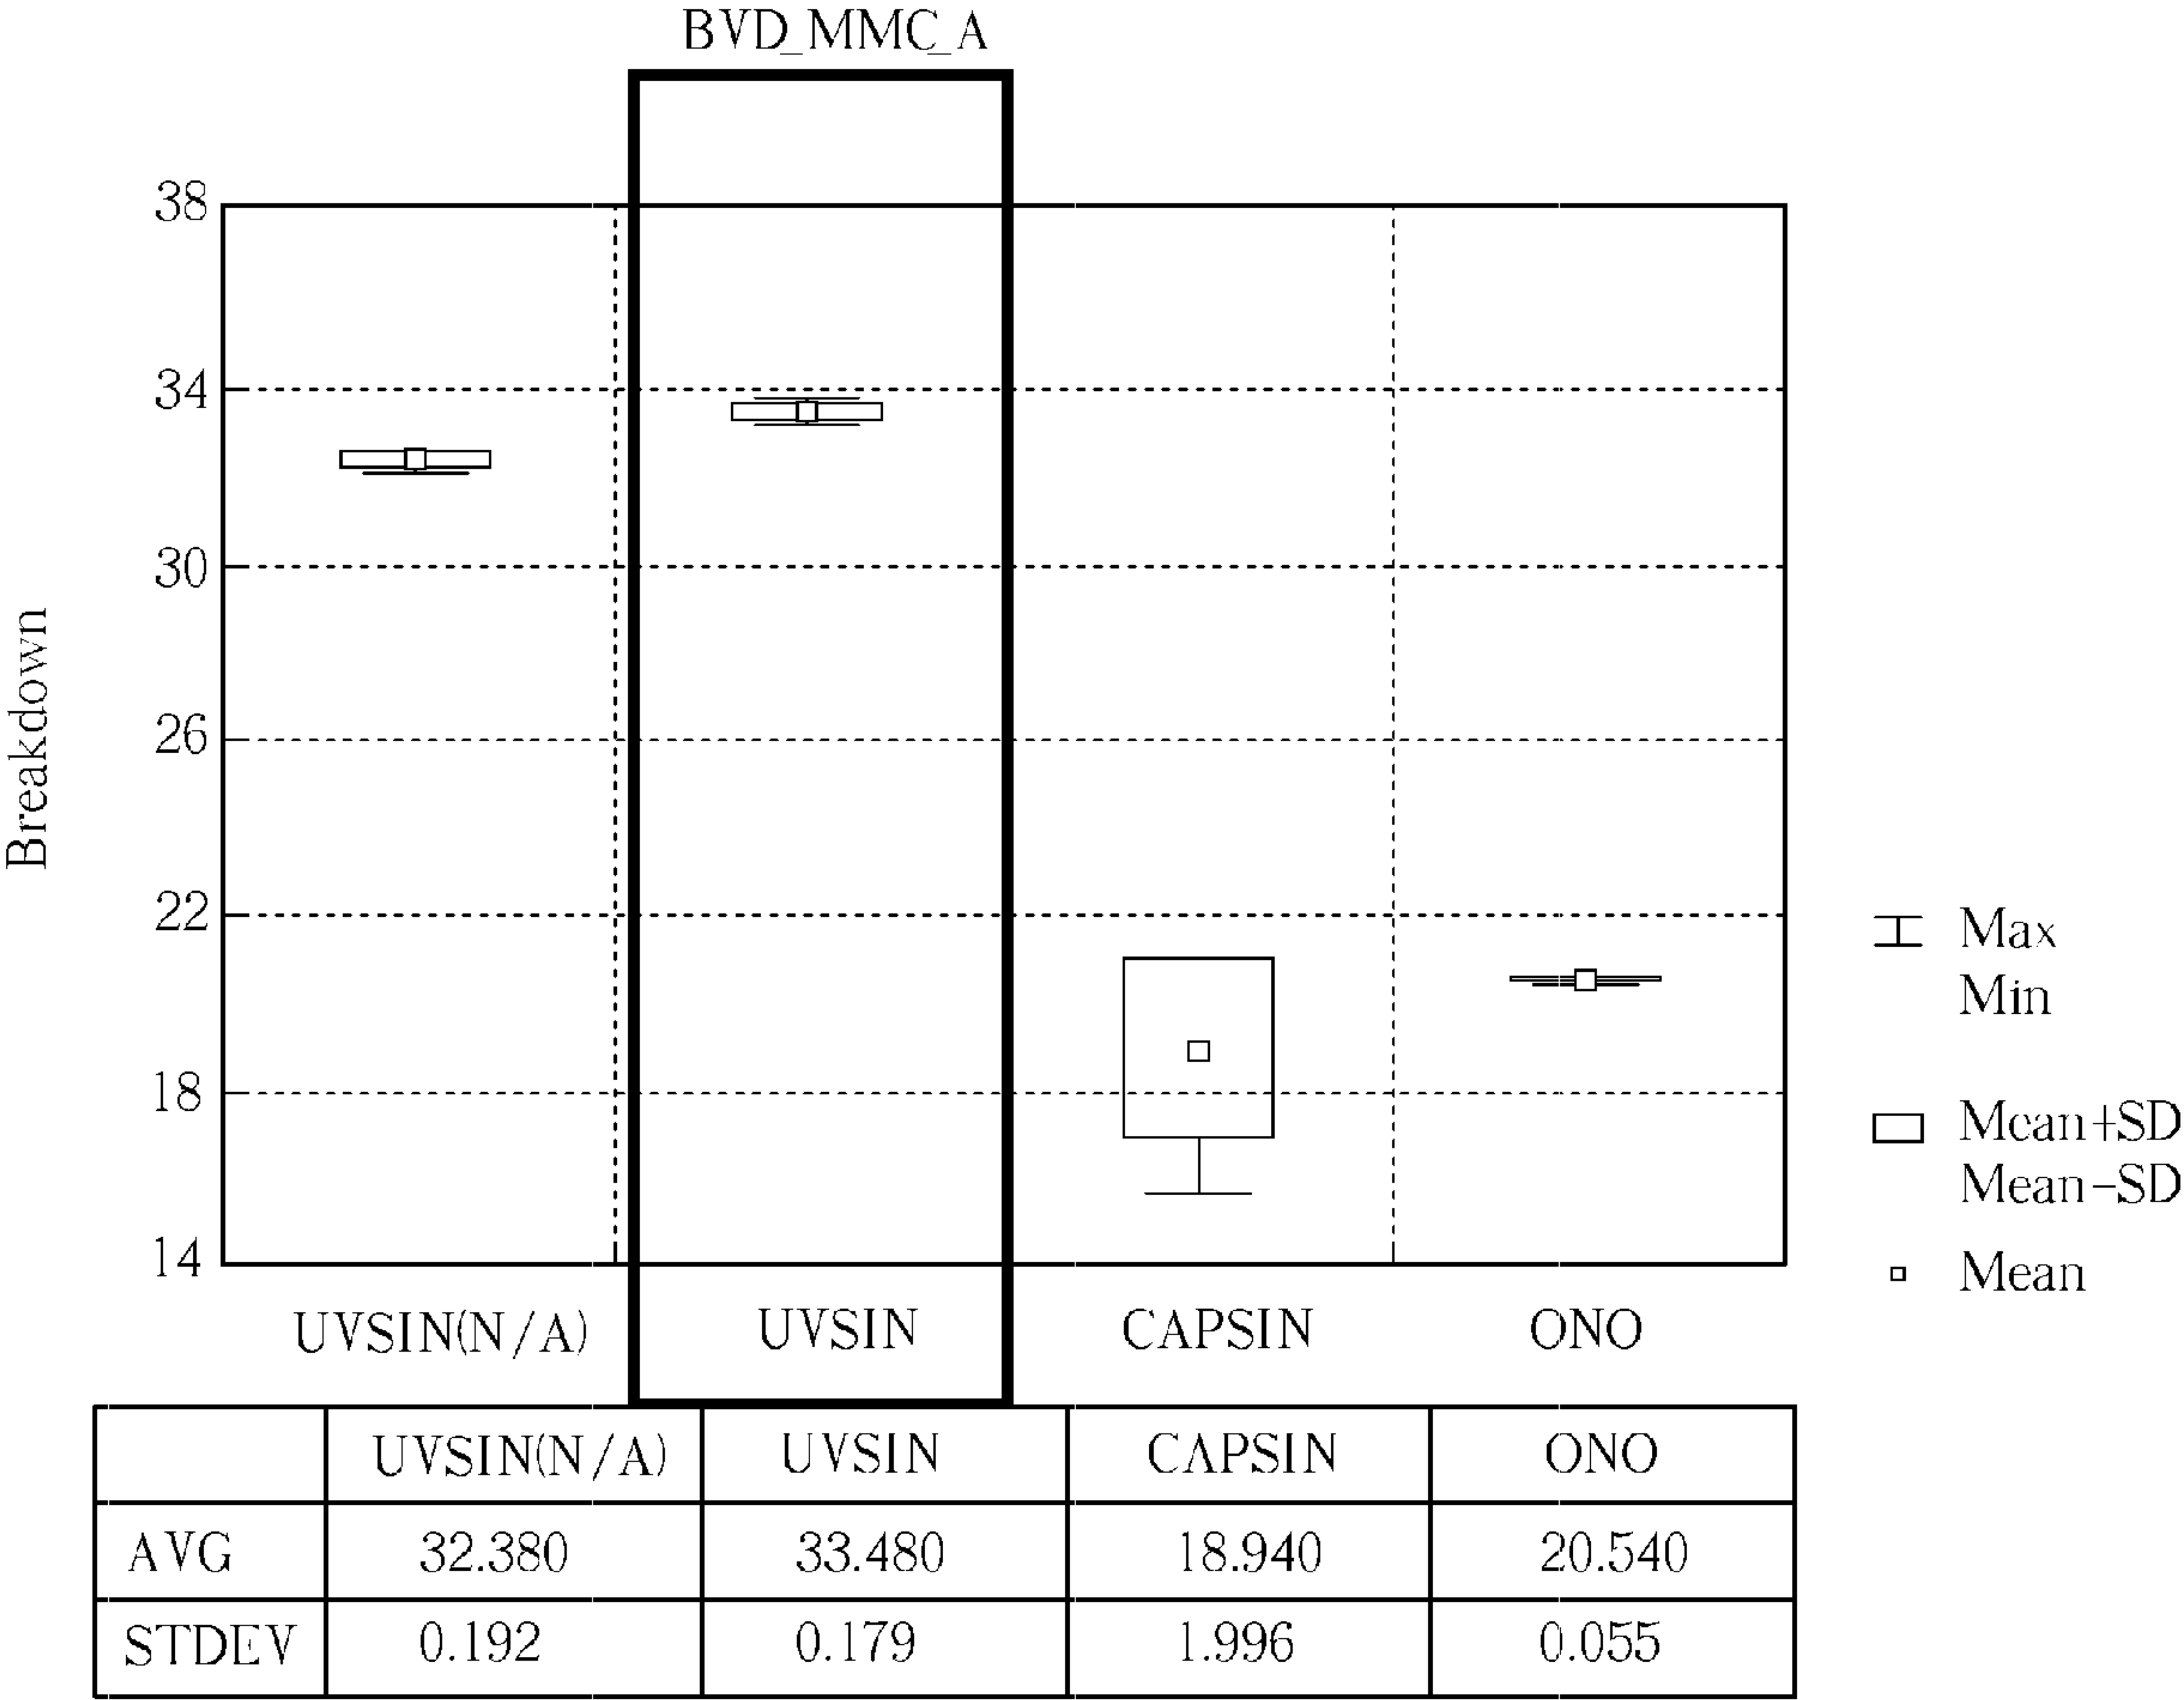 BVD_MMC_A
Breakdown
38
34
30
26
22
18
14
UVSIN(N/A) UVSIN CAPSIN ONO
Max
Min
Mean+SD
Mean-SD
Mean
UVSIN(N/A) UVSIN CAPSIN ONO
AVG 32.380 33.480 18.940 20.540
STDEV 0.192 0.179 1.996 0.055